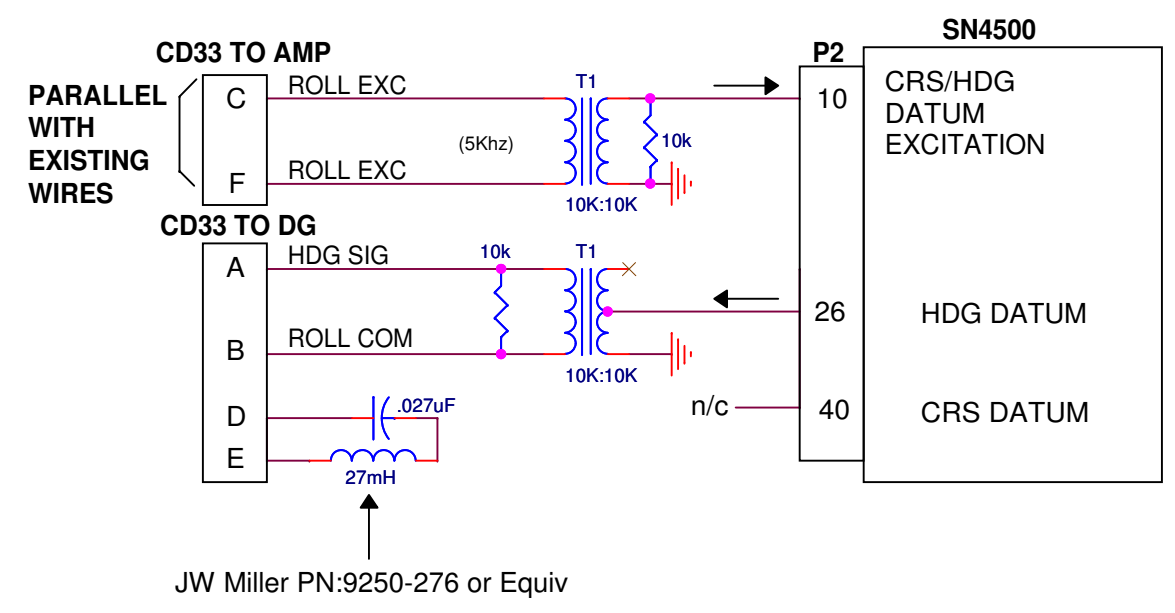 SN4500
CD33 TO AMP
P2
PARALLEL
WITH
EXISTING
WIRES
C
ROLL EXC
T1
10
CRS/HDG
DATUM
EXCITATION
(5Khz)
10k
F
ROLL EXC
10K:10K
CD33 TO DG
A
HDG SIG
10k
T1
26
HDG DATUM
B
ROLL COM
10K:10K
D
.027uF
n/c
40
CRS DATUM
E
27mH
JW Miller PN:9250-276 or Equiv